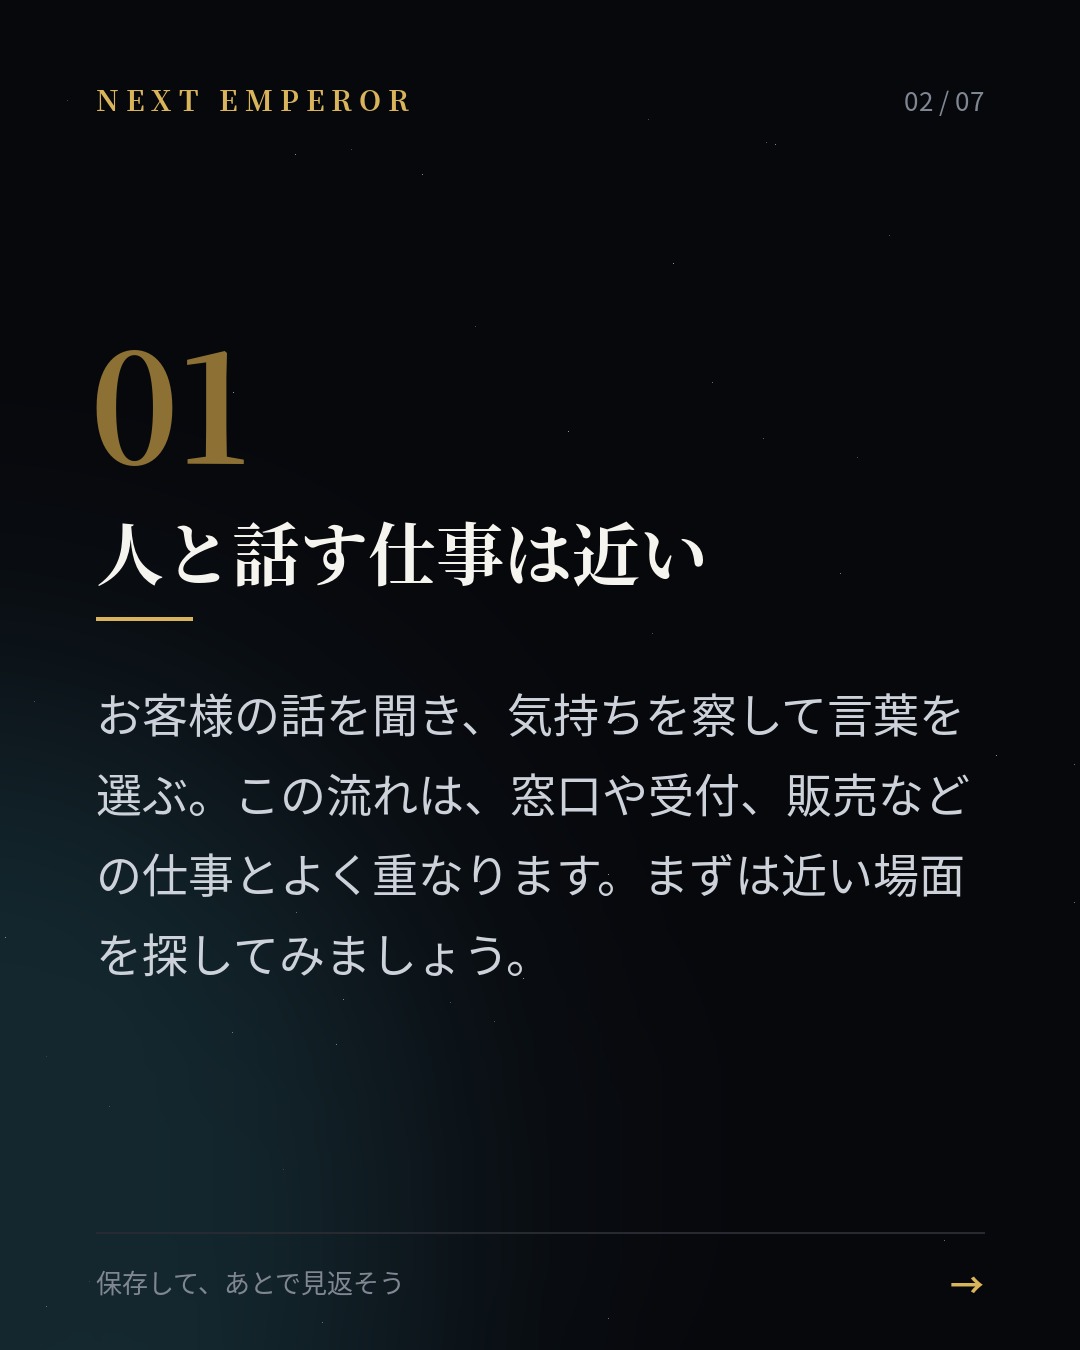 NEXT EMPEROR
02 / 07
01
人と話す仕事は近い
お客様の話を聞き、気持ちを察して言葉を
選ぶ。この流れは、窓口や受付、販売など
の仕事とよく重なります。まずは近い場面
を探してみましょう。
保存して、あとで見返そう
→